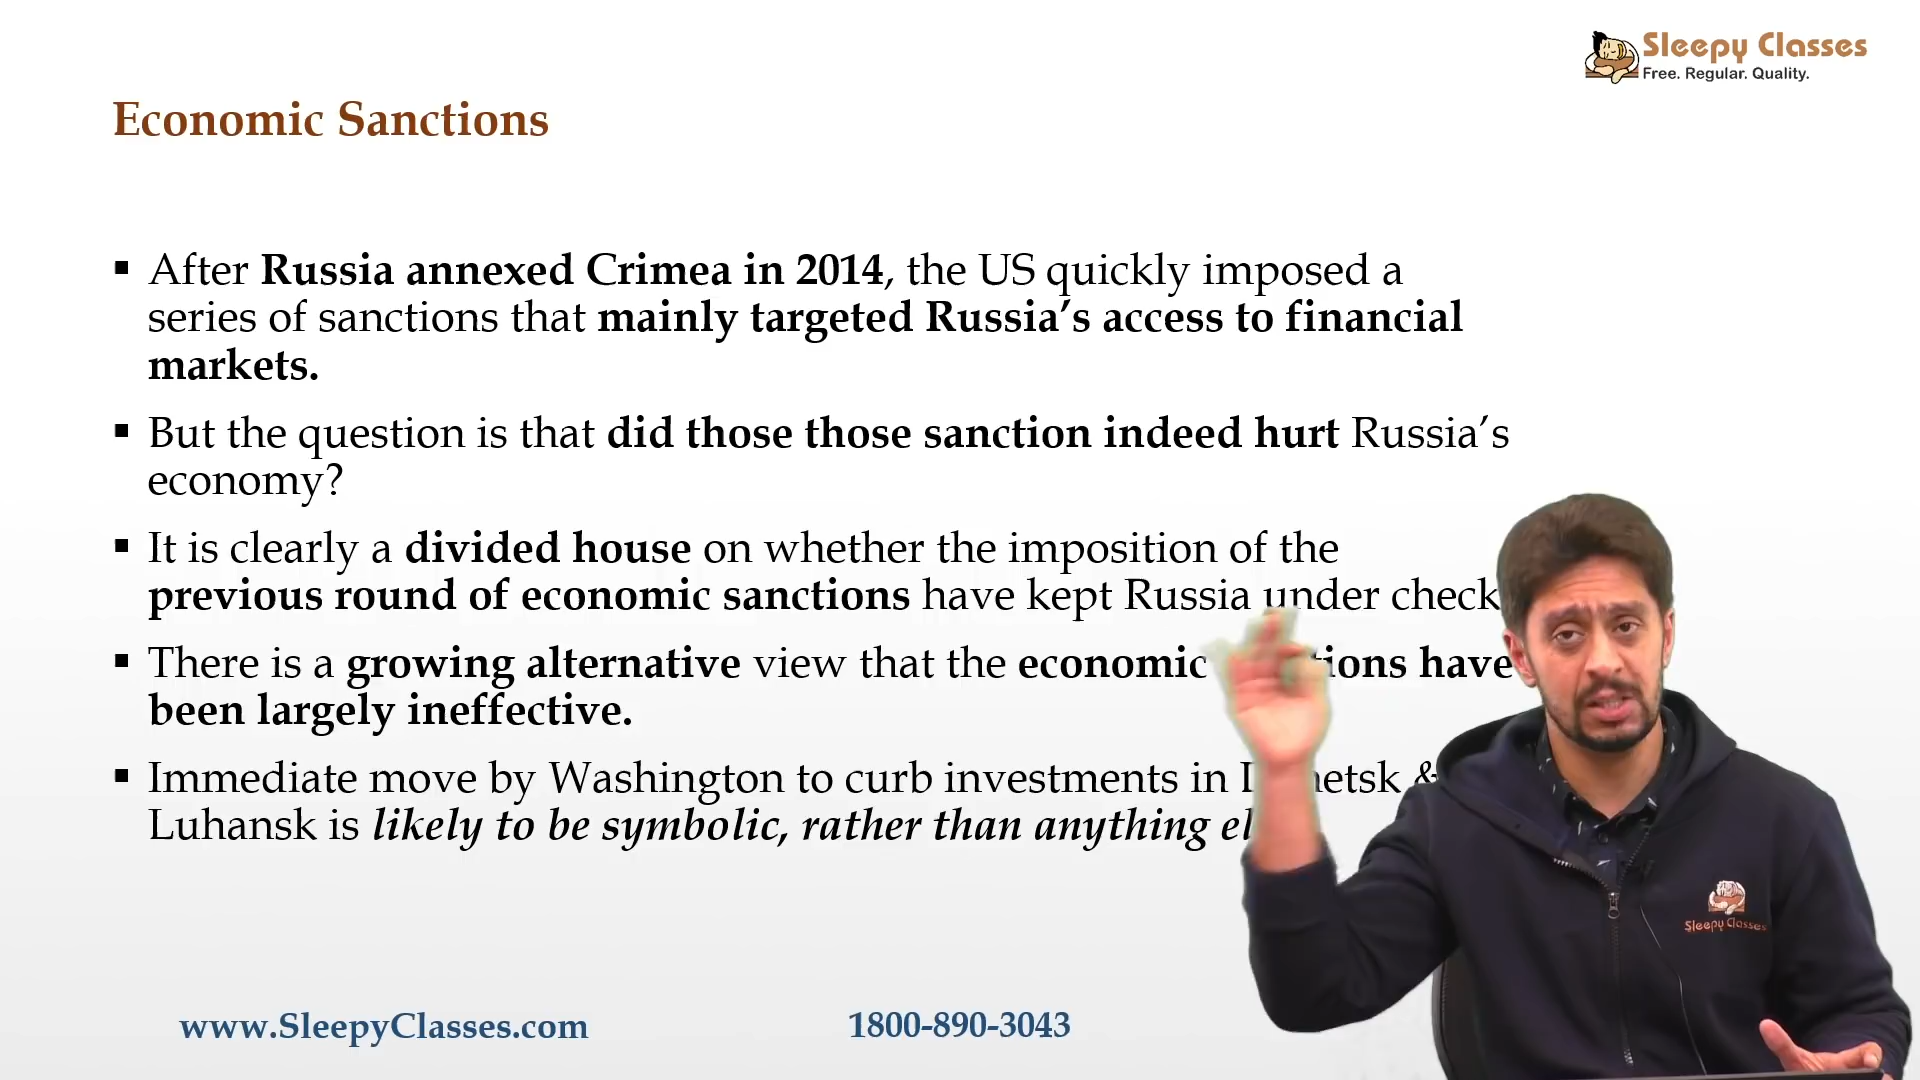 Sleepy Classes
Free. Regular. Quality.
Economic Sanctions
▪ After Russia annexed Crimea in 2014, the US quickly imposed a
series of sanctions that mainly targeted Russia’s access to financial
markets.
▪ But the question is that did those those sanction indeed hurt Russia’s
economy?
▪ It is clearly a divided house on whether the imposition of the
previous round of economic sanctions have kept Russia under check
▪ There is a growing alternative view that the economic have
been largely ineffective.
▪ Immediate move by Washington to curb investments in &
Luhansk is likely to be symbolic, rather than anything
Sleepy Classes
www.SleepyClasses.com
1800-890-3043